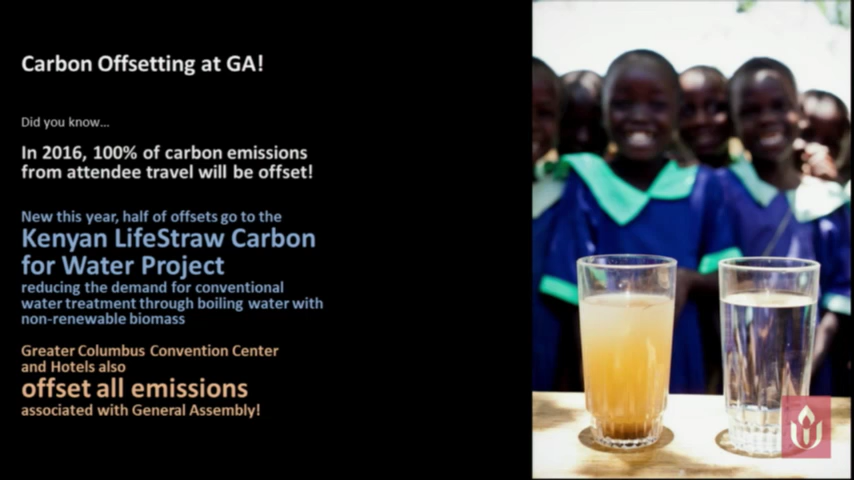 Carbon Offsetting at GA!
Did you know...
In 2016, 100% of carbon emissions
from attendee travel will be offset!
New this year, half of offsets go to the
Kenyan LifeStraw Carbon
for Water Project
reducing the demand for conventional
water treatment through boiling water with
non-renewable biomass
Greater Columbus Convention Center
and Hotels also
offset all emissions
associated with General Assembly!